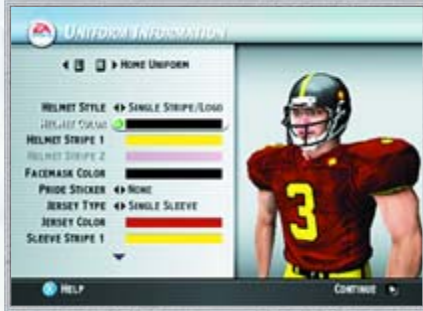 EA
UNIFORM INFORMATION
HOME UNIFORM
HELMET STYLE SINGLE STRIPE/LOGO
HELMET COLOR
HELMET STRIPE 1
HELMET STRIPE 2
FACEMASK COLOR
PRIDE STICKER NONE
JERSEY TYPE SINGLE SLEEVE
JERSEY COLOR
SLEEVE STRIPE 1
3
HELP
CONTINUE